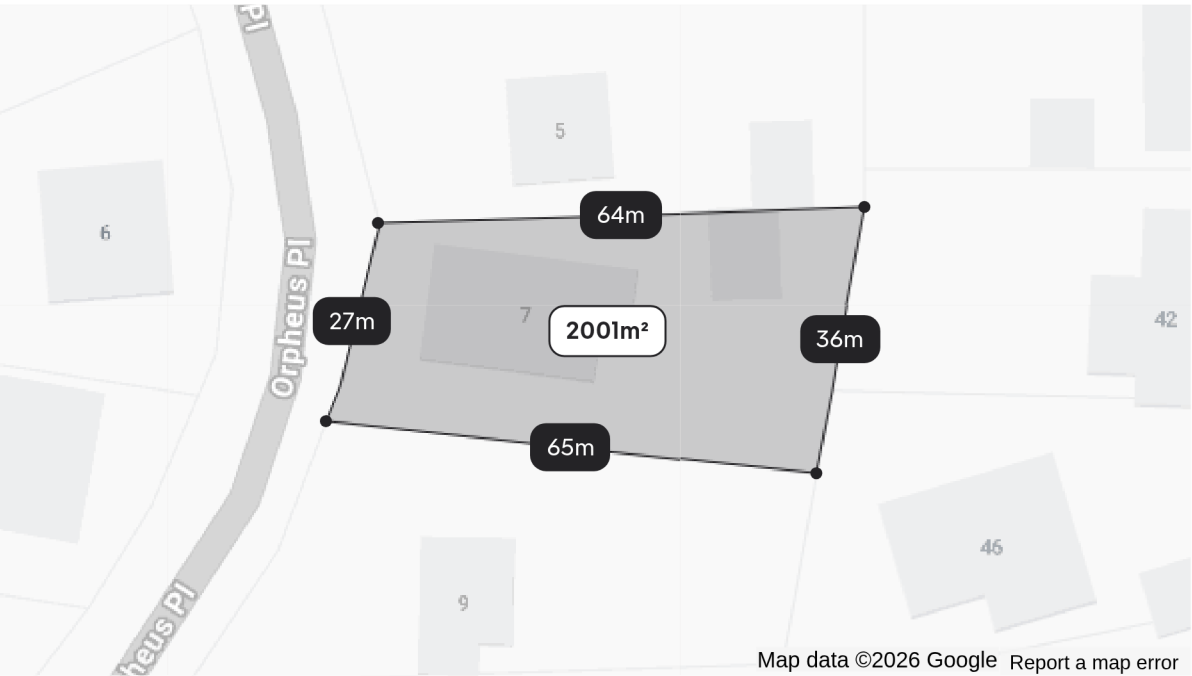 Pl
5
64m
6
Orpheus Pl
27m
7
2001m²
36m
42
65m
46
9
heus Pl
Map data ©2026 Google
Report a map error